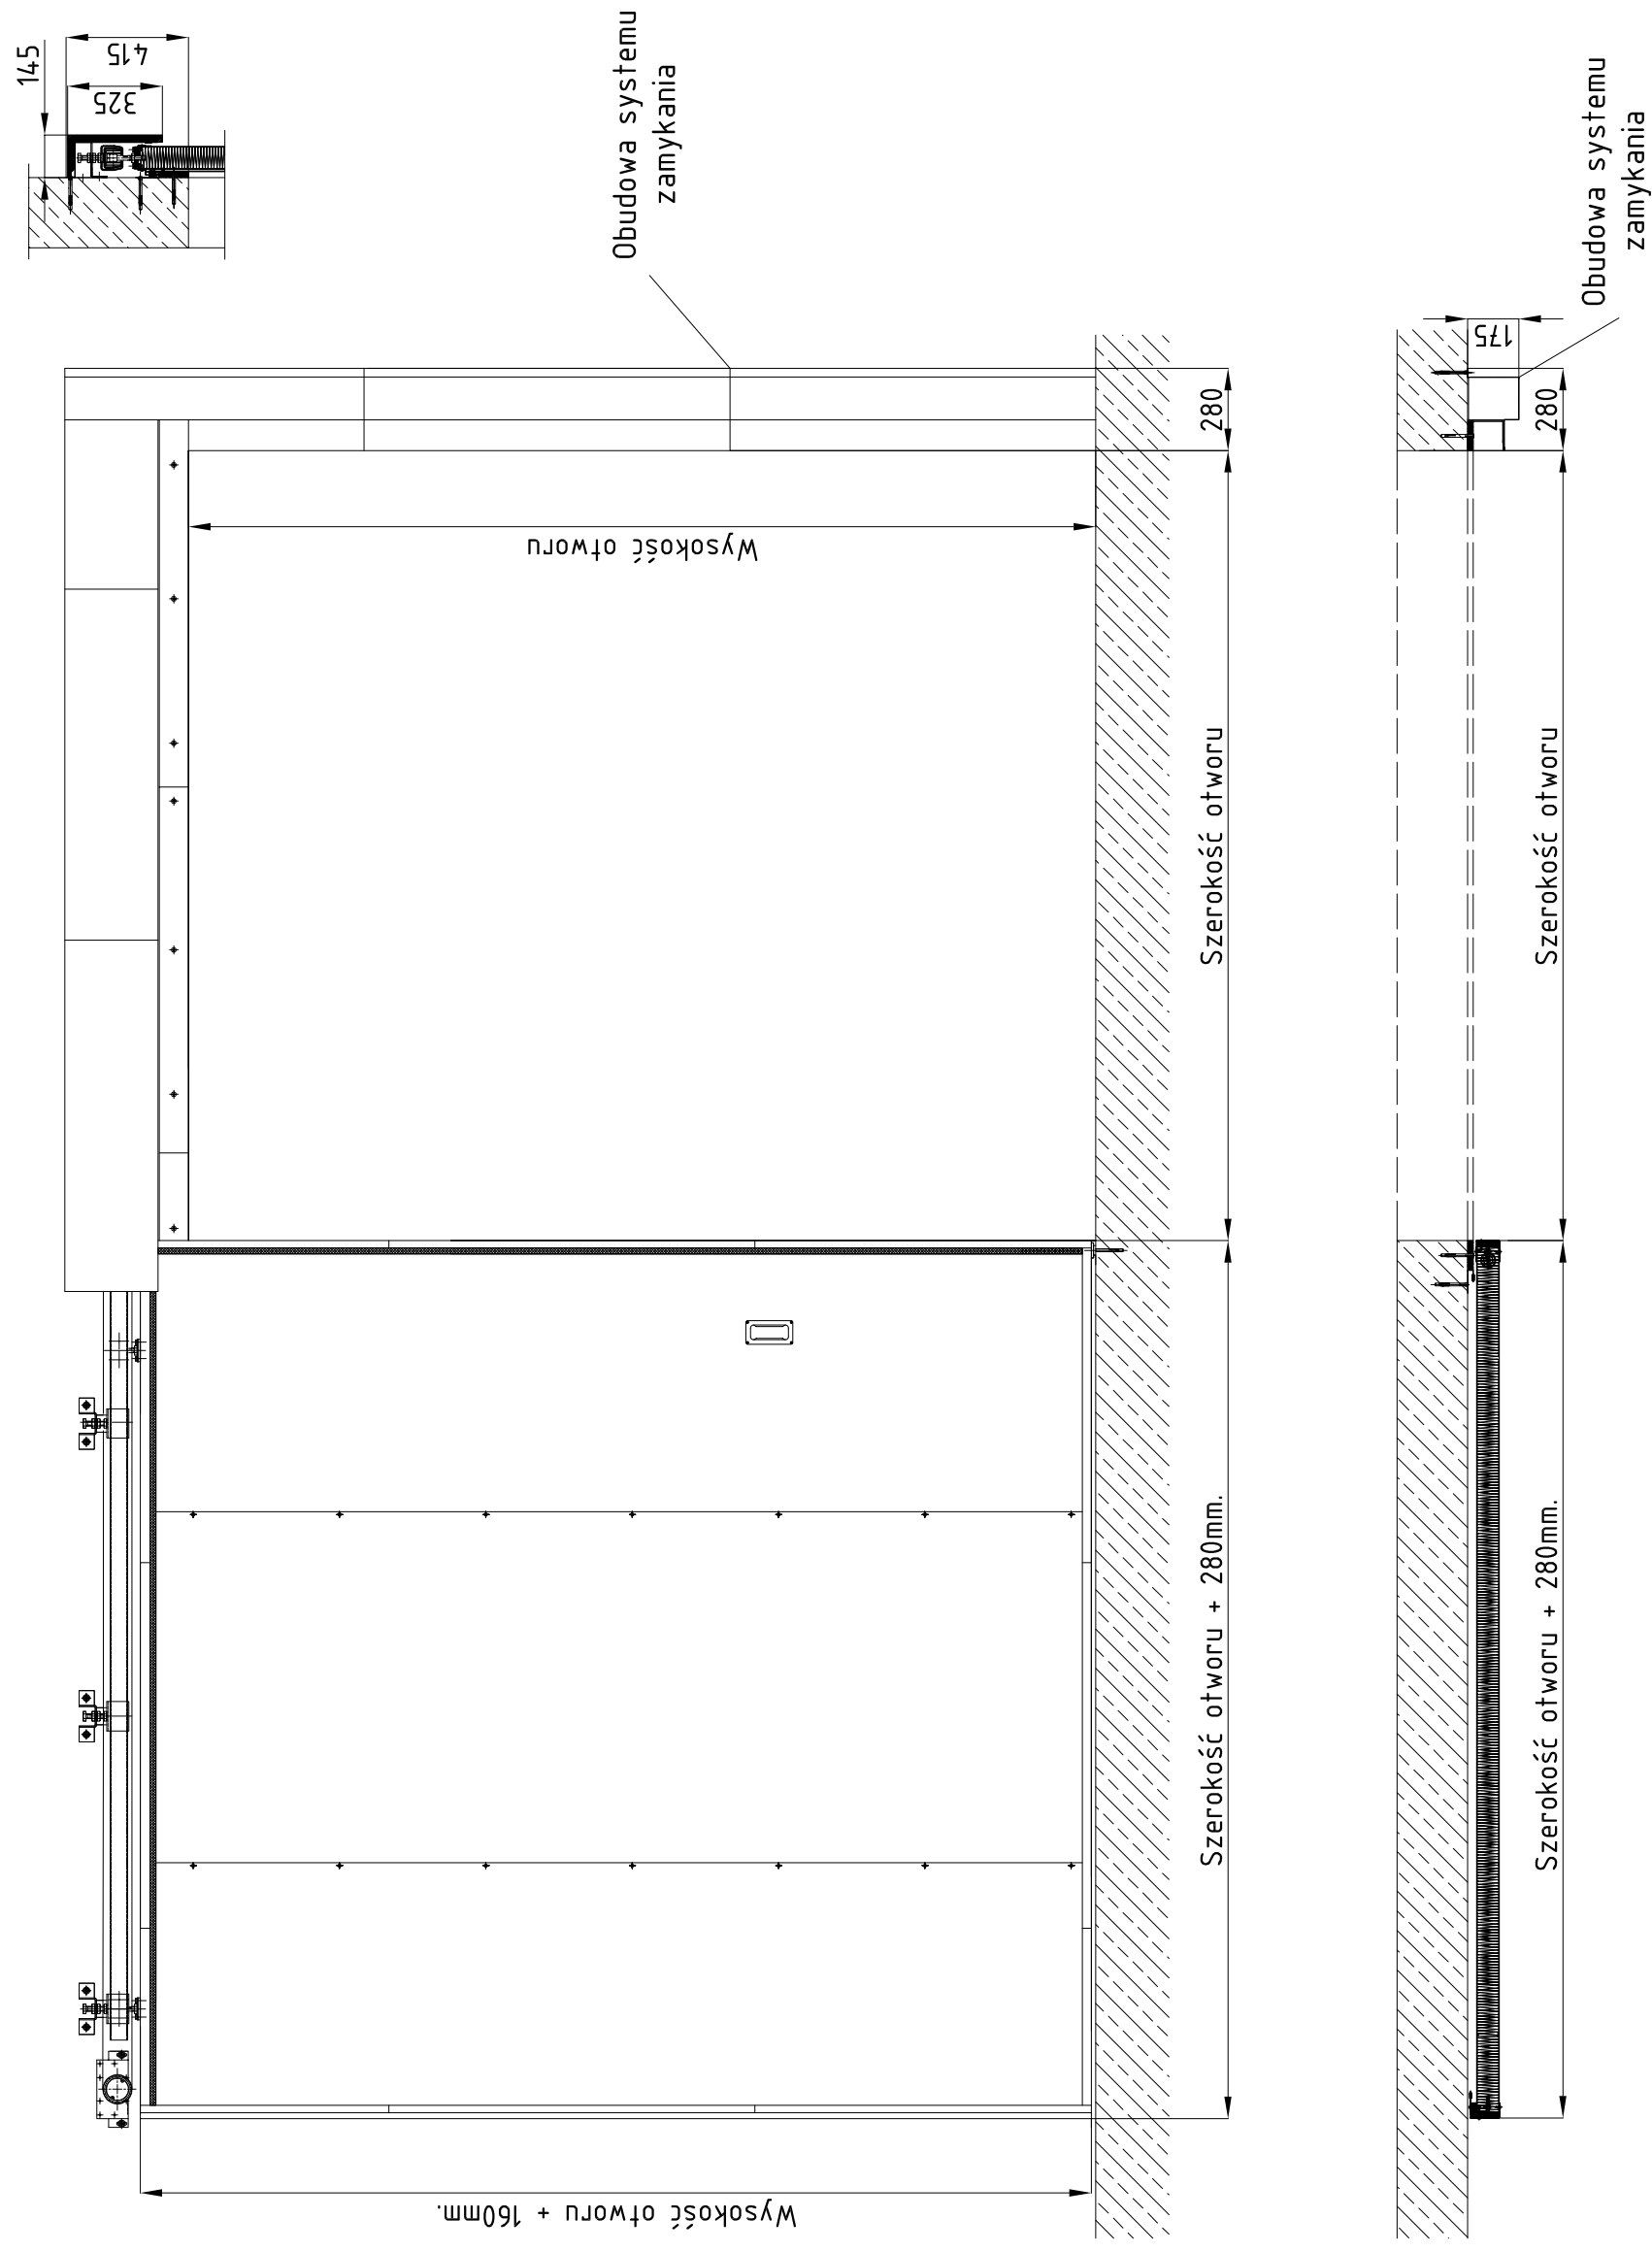 145
415
325
Obudowa systemu
zamykania
Wysokość otworu
280
Szerokość otworu
Szerokość otworu + 280mm.
Wysokość otworu + 160mm.
175
Obudowa systemu
zamykania
280
Szerokość otworu
Szerokość otworu + 280mm.